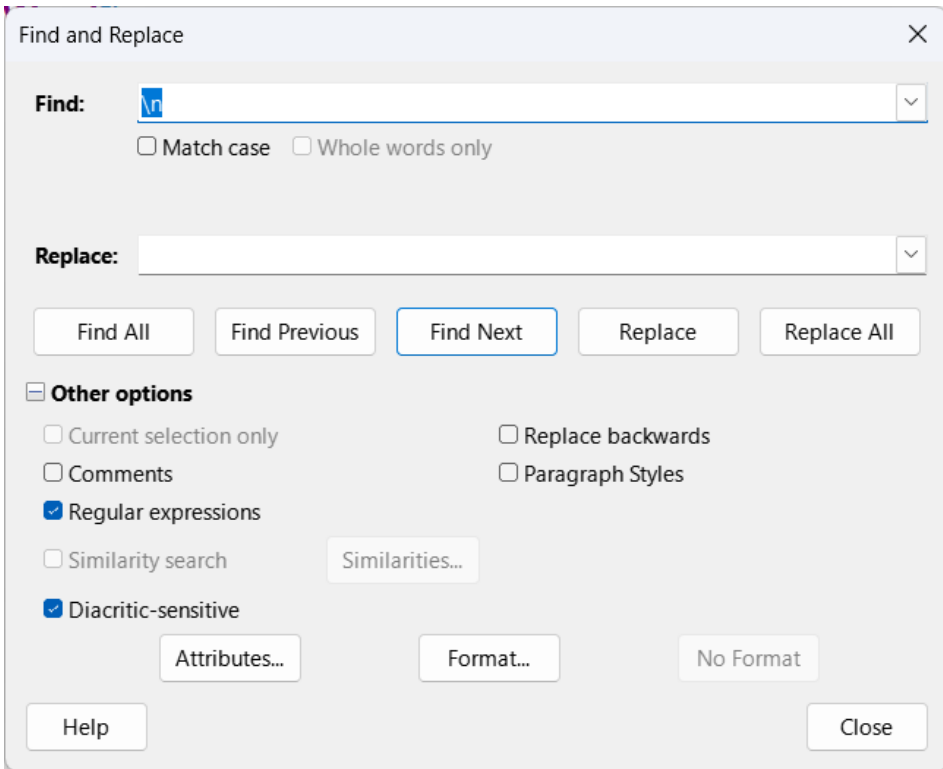 Find and Replace
Find: \n
Match case Whole words only
Replace:
Find All Find Previous Find Next Replace Replace All
Other options
Current selection only Replace backwards
Comments Paragraph Styles
Regular expressions
Similarity search Similarities...
Diacritic-sensitive
Attributes... Format... No Format
Help Close